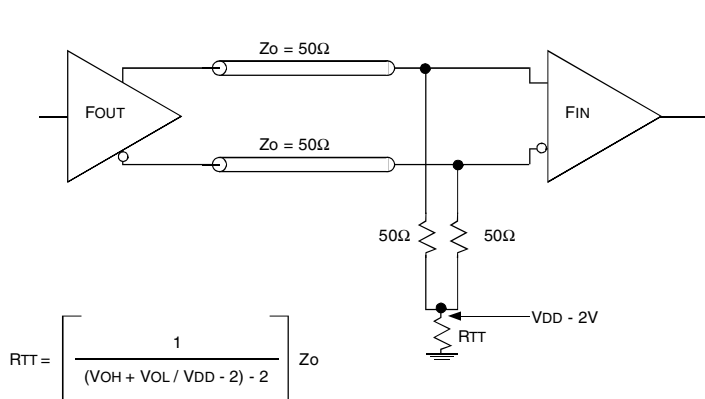 Zo = 50Ω
FOUT
FIN
Zo = 50Ω
50Ω
50Ω
VDD - 2V
RTT
RTT = 1 Zo
(VOH + VOL / VDD - 2) - 2